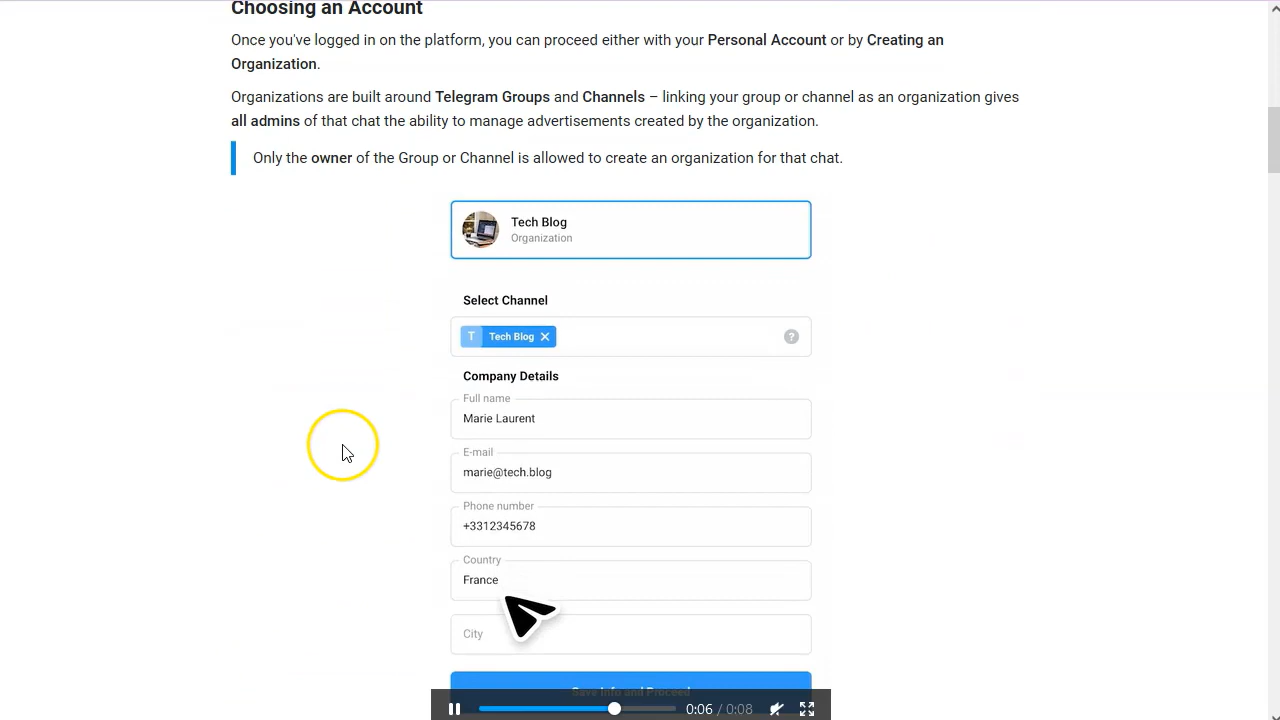 Choosing an Account
Once you've logged in on the platform, you can proceed either with your Personal Account or by Creating an
Organization.
Organizations are built around Telegram Groups and Channels – linking your group or channel as an organization gives
all admins of that chat the ability to manage advertisements created by the organization.
Only the owner of the Group or Channel is allowed to create an organization for that chat.
Tech Blog
Organization
Select Channel
T Tech Blog ?
Company Details
Full name
Marie Laurent
E-mail
marie@tech.blog
Phone number
+3312345678
Country
France
City
Save Info and Proceed
0:06 / 0:08